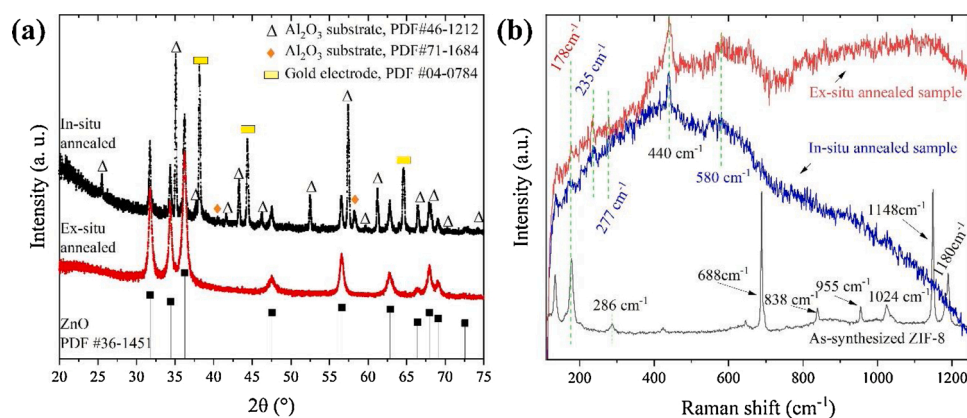 (a)
Al₂O₃ substrate, PDF#46-1212
Al₂O₃ substrate, PDF#71-1684
Gold electrode, PDF #04-0784
In-situ
annealed
Ex-situ
annealed
ZnO
PDF #36-1451
Intensity (a. u.)
20 25 30 35 40 45 50 55 60 65 70 75
2θ (°)
(b)
178cm⁻¹
235 cm⁻¹
277 cm⁻¹
440 cm⁻¹
580 cm⁻¹
Ex-situ annealed sample
In-situ annealed sample
1148cm⁻¹
1180cm⁻¹
688cm⁻¹
838 cm⁻¹
955 cm⁻¹
1024 cm⁻¹
286 cm⁻¹
As-synthesized ZIF-8
Intensity (a.u.)
200 400 600 800 1000 1200
Raman shift (cm⁻¹)